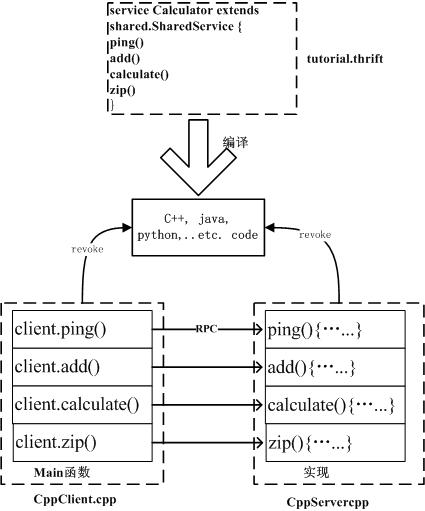 service Calculator extends
shared.SharedService {
ping()
add()
calculate()
zip()
}
tutorial.thrift
编译
C++, java,
python,..etc. code
revoke
revoke
client.ping()
RPC
ping(){…...}
client.add()
add(){…...}
client.calculate()
calculate(){…...}
client.zip()
zip(){…...}
Main函数
实现
CppClient.cpp
CppServercpp